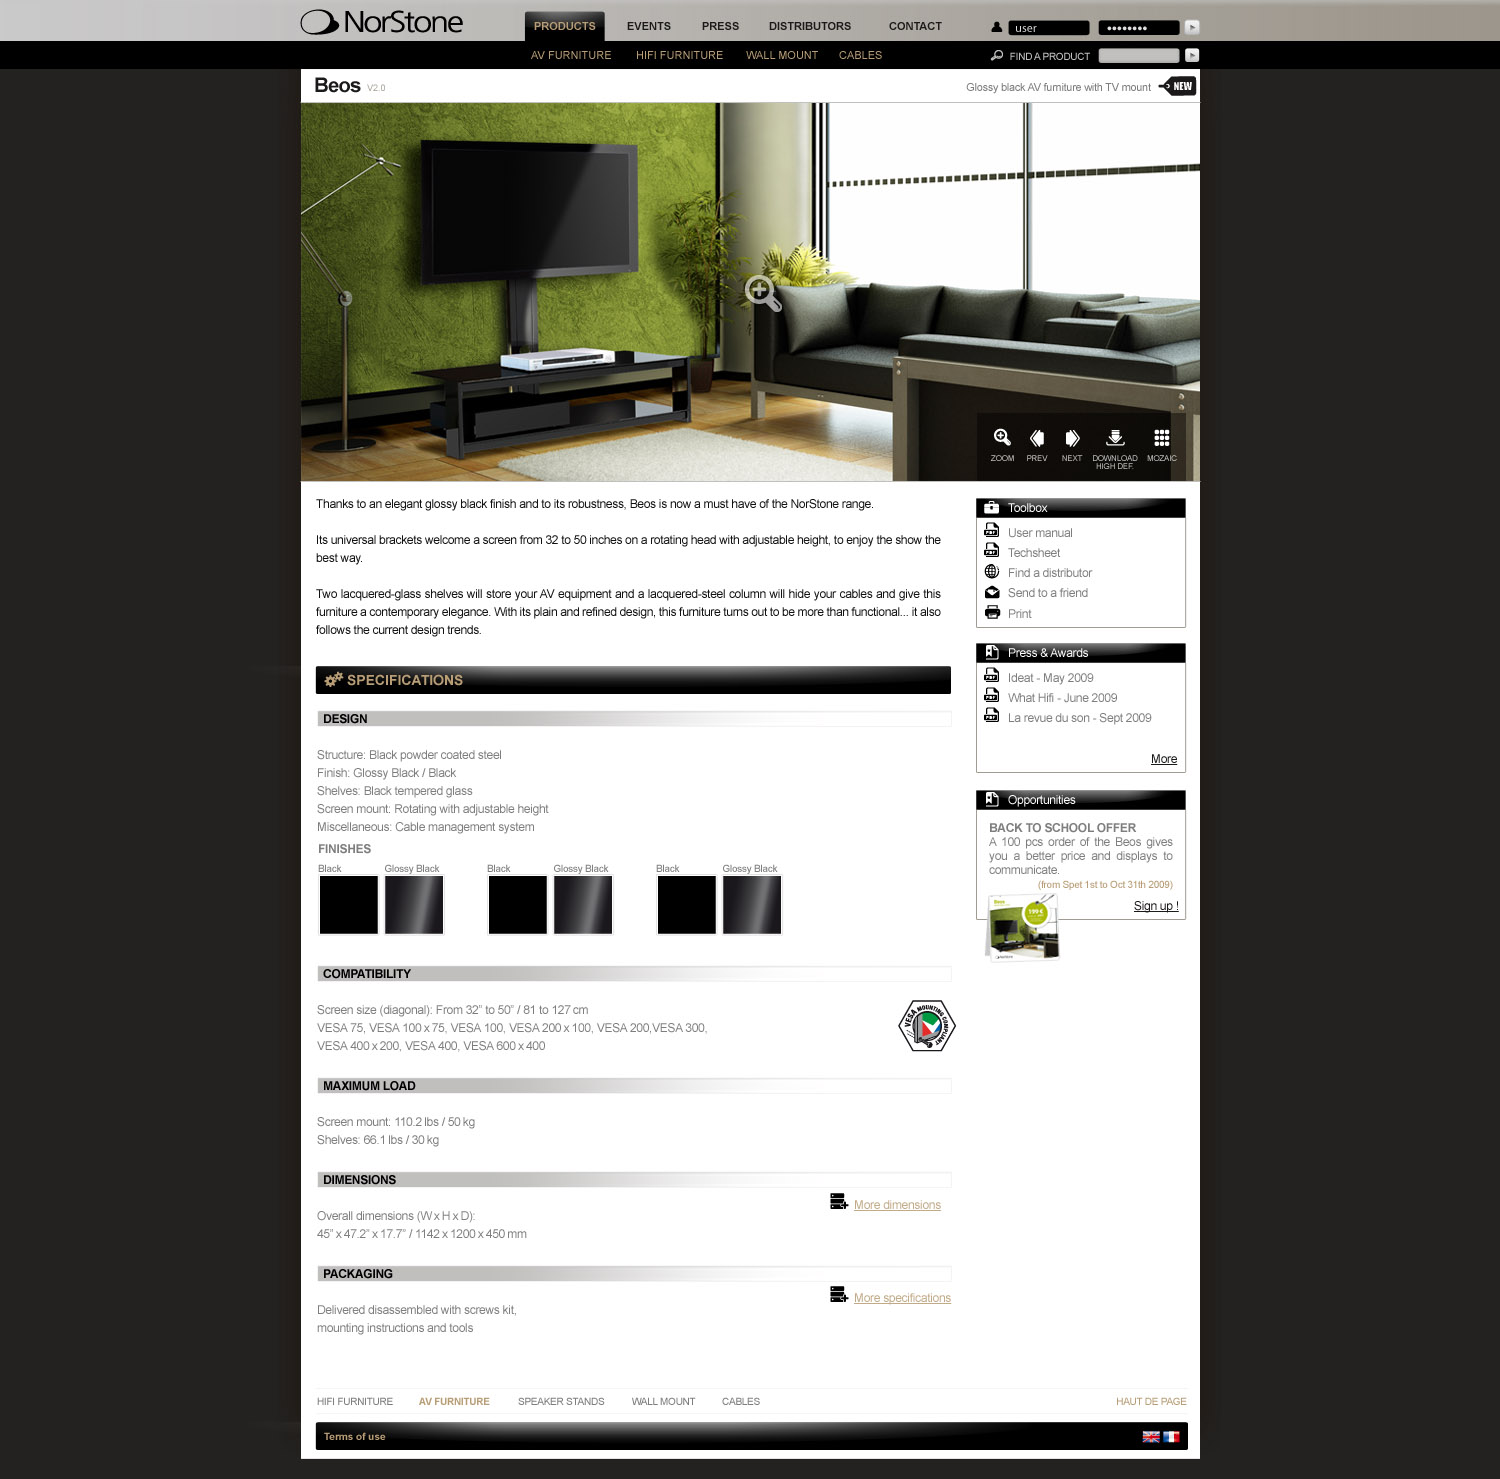 NorStone
PRODUCTS EVENTS PRESS DISTRIBUTORS CONTACT
user ••••••••
AV FURNITURE HIFI FURNITURE WALL MOUNT CABLES
FIND A PRODUCT
Beos V2.0
Glossy black AV furniture with TV mount NEW
ZOOM PREV NEXT DOWNLOAD HIGH DEF. MOZAIC
Thanks to an elegant glossy black finish and to its robustness, Beos is now a must have of the NorStone range.
Its universal brackets welcome a screen from 32 to 50 inches on a rotating head with adjustable height, to enjoy the show the
best way.
Two lacquered-glass shelves will store your AV equipment and a lacquered-steel column will hide your cables and give this
furniture a contemporary elegance. With its plain and refined design, this furniture turns out to be more than functional... it also
follows the current design trends.
SPECIFICATIONS
DESIGN
Structure: Black powder coated steel
Finish: Glossy Black / Black
Shelves: Black tempered glass
Screen mount: Rotating with adjustable height
Miscellaneous: Cable management system
FINISHES
Black Glossy Black Black Glossy Black Black Glossy Black
COMPATIBILITY
Screen size (diagonal): From 32" to 50" / 81 to 127 cm
VESA 75, VESA 100 x 75, VESA 100, VESA 200 x 100, VESA 200,VESA 300,
VESA 400 x 200, VESA 400, VESA 600 x 400
VESA MOUNTING COMPLIANT
MAXIMUM LOAD
Screen mount: 110.2 lbs / 50 kg
Shelves: 66.1 lbs / 30 kg
DIMENSIONS
More dimensions
Overall dimensions (W x H x D):
45" x 47.2" x 17.7" / 1142 x 1200 x 450 mm
PACKAGING
More specifications
Delivered disassembled with screws kit,
mounting instructions and tools
Toolbox
PDF User manual
PDF Techsheet
Find a distributor
Send to a friend
Print
Press & Awards
PDF Ideat - May 2009
PDF What Hifi - June 2009
PDF La revue du son - Sept 2009
More
Opportunities
BACK TO SCHOOL OFFER
A 100 pcs order of the Beos gives
you a better price and displays to
communicate.
(from Spet 1st to Oct 31th 2009)
Sign up !
Beos
199 €
NorStone
HIFI FURNITURE AV FURNITURE SPEAKER STANDS WALL MOUNT CABLES HAUT DE PAGE
Terms of use